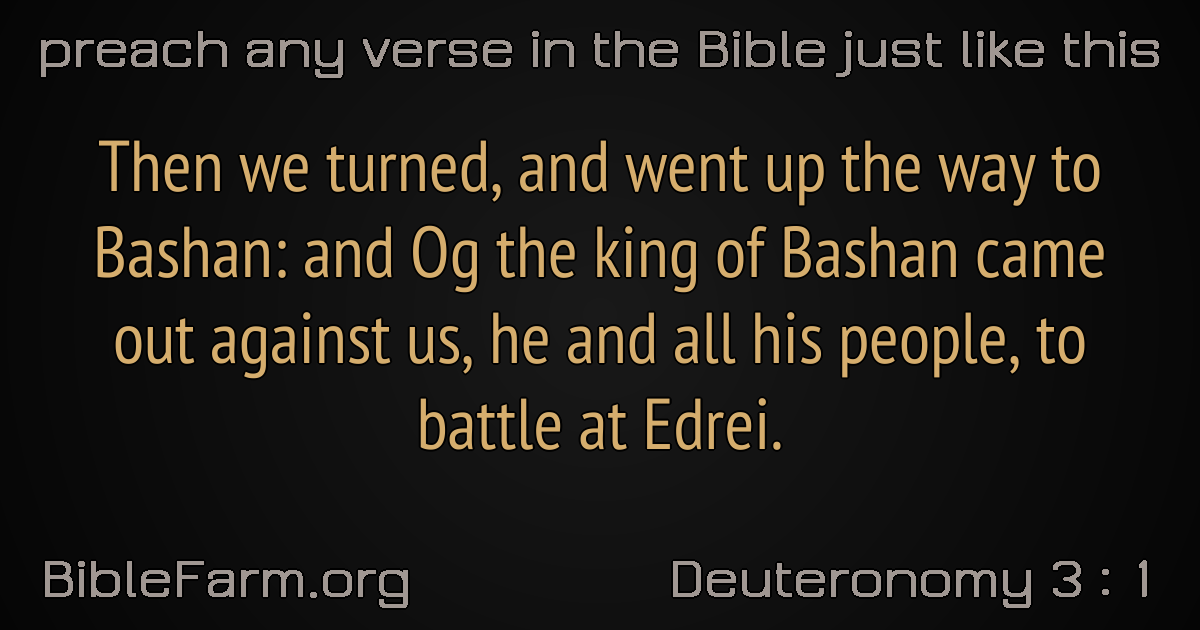 preach any verse in the Bible just like this
Then we turned, and went up the way to
Bashan: and Og the king of Bashan came
out against us, he and all his people, to
battle at Edrei.
BibleFarm.org
Deuteronomy 3 : 1